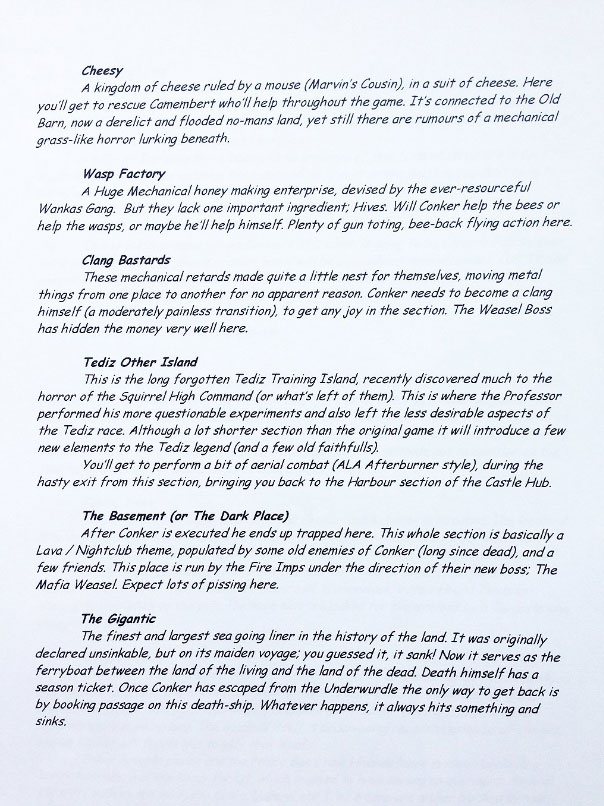 Cheesy
A kingdom of cheese ruled by a mouse (Marvin's Cousin), in a suit of cheese. Here
you'll get to rescue Camembert who'll help throughout the game. It's connected to the Old
Barn, now a derelict and flooded no-mans land, yet still there are rumours of a mechanical
grass-like horror lurking beneath.
Wasp Factory
A Huge Mechanical honey making enterprise, devised by the ever-resourceful
Wankas Gang. But they lack one important ingredient; Hives. Will Conker help the bees or
help the wasps, or maybe he'll help himself. Plenty of gun toting, bee-back flying action here.
Clang Bastards
These mechanical retards made quite a little nest for themselves, moving metal
things from one place to another for no apparent reason. Conker needs to become a clang
himself (a moderately painless transition), to get any joy in the section. The Weasel Boss
has hidden the money very well here.
Tediz Other Island
This is the long forgotten Tediz Training Island, recently discovered much to the
horror of the Squirrel High Command (or what's left of them). This is where the Professor
performed his more questionable experiments and also left the less desirable aspects of
the Tediz race. Although a lot shorter section than the original game it will introduce a few
new elements to the Tediz legend (and a few old faithfulls).
You'll get to perform a bit of aerial combat (ALA Afterburner style), during the
hasty exit from this section, bringing you back to the Harbour section of the Castle Hub.
The Basement (or The Dark Place)
After Conker is executed he ends up trapped here. This whole section is basically a
Lava / Nightclub theme, populated by some old enemies of Conker (long since dead), and a
few friends. This place is run by the Fire Imps under the direction of their new boss; The
Mafia Weasel. Expect lots of pissing here.
The Gigantic
The finest and largest sea going liner in the history of the land. It was originally
declared unsinkable, but on its maiden voyage; you guessed it, it sank! Now it serves as the
ferryboat between the land of the living and the land of the dead. Death himself has a
season ticket. Once Conker has escaped from the Underwurdle the only way to get back is
by booking passage on this death-ship. Whatever happens, it always hits something and
sinks.